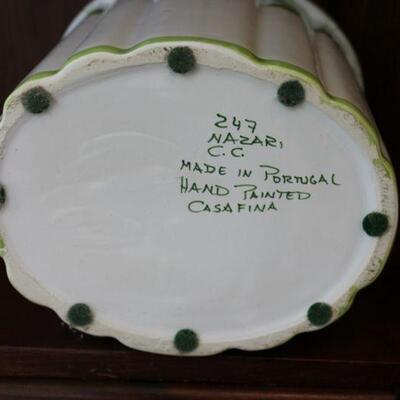 247
NAZARI
C.C.
MADE IN PORTUGAL
HAND PAINTED
CASAFINA